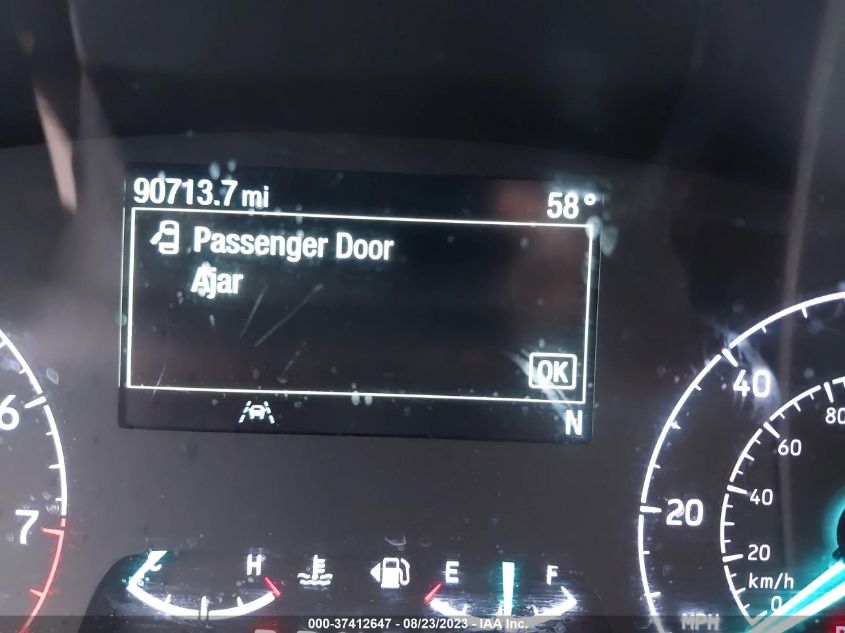 90713.7 mi 58°
Passenger Door
Ajar
OK
N
6
7
H
E F
40
20
80
60
40
20
km/h
0
MPH
000-37412647 - 08/23/2023 - IAA Inc.